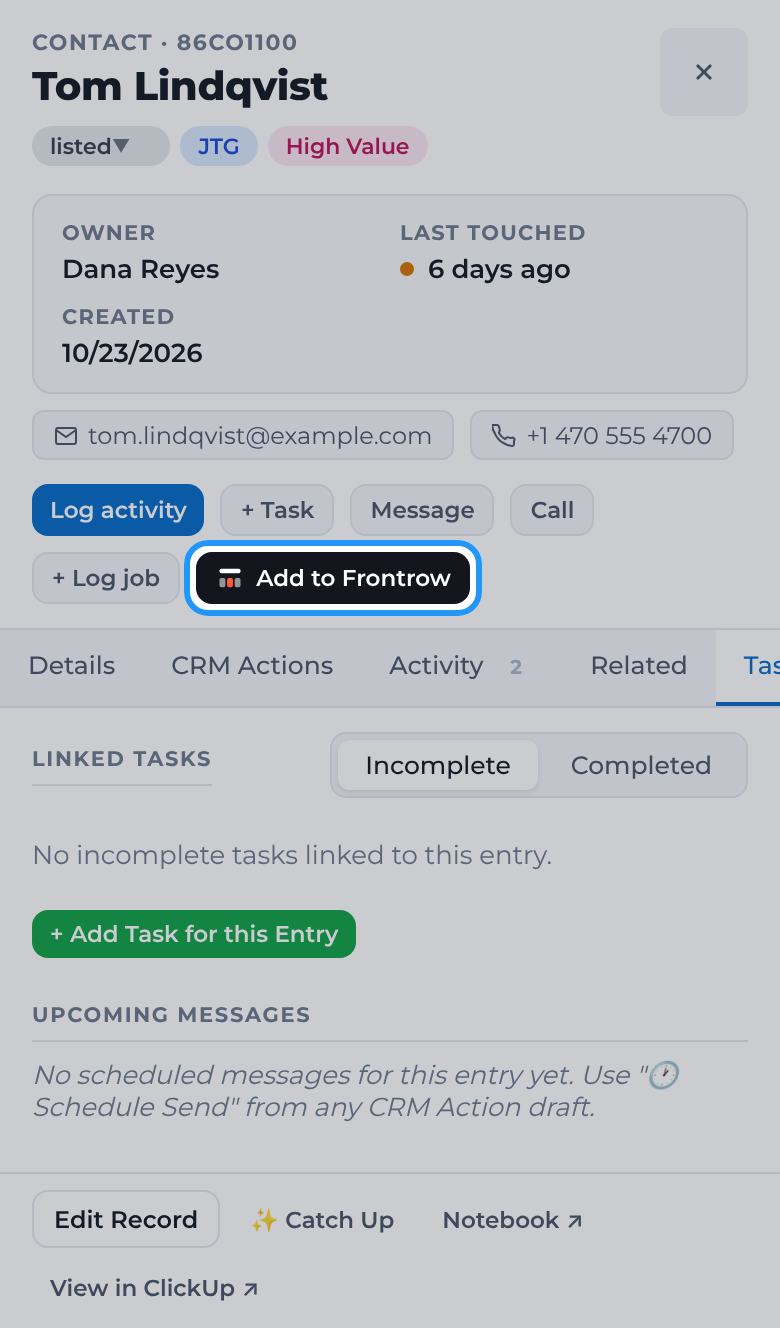 CONTACT · 86CO1100
Tom Lindqvist
×
listed▼ JTG High Value
OWNER LAST TOUCHED
Dana Reyes 6 days ago
CREATED
10/23/2026
tom.lindqvist@example.com +1 470 555 4700
Log activity + Task Message Call
+ Log job Add to Frontrow
Details CRM Actions Activity 2 Related Tas
LINKED TASKS Incomplete Completed
No incomplete tasks linked to this entry.
+ Add Task for this Entry
UPCOMING MESSAGES
No scheduled messages for this entry yet. Use "🕐
Schedule Send" from any CRM Action draft.
Edit Record ✨ Catch Up Notebook ↗
View in ClickUp ↗